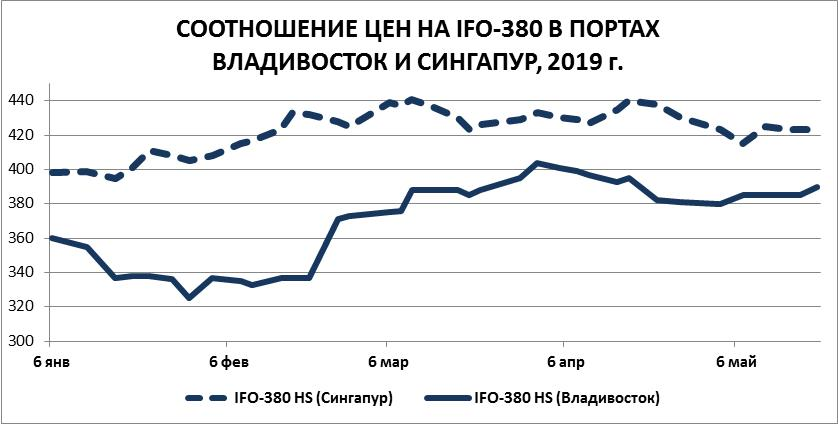 СООТНОШЕНИЕ ЦЕН НА IFO-380 В ПОРТАХ
ВЛАДИВОСТОК И СИНГАПУР, 2019 г.
440
420
400
380
360
340
320
300
6 янв 6 фев 6 мар 6 апр 6 май
IFO-380 HS (Сингапур) IFO-380 HS (Владивосток)